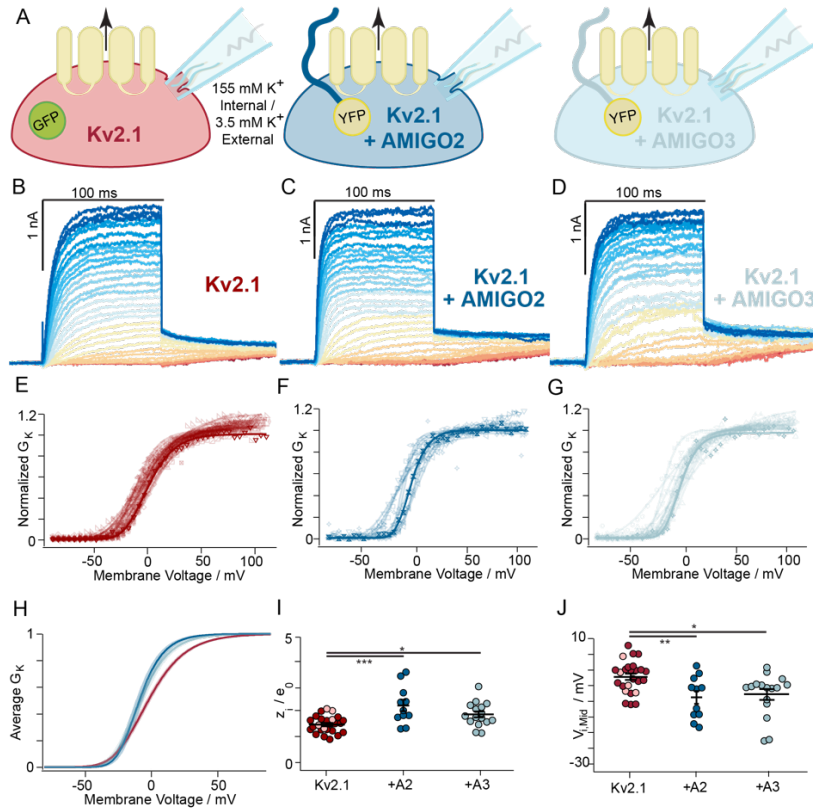 A
GFP
Kv2.1
155 mM K+
Internal /
3.5 mM K+
External
YFP
Kv2.1
+ AMIGO2
YFP
Kv2.1
+ AMIGO3
B
100 ms
1 nA
Kv2.1
C
100 ms
1 nA
Kv2.1
+ AMIGO2
D
100 ms
1 nA
Kv2.1
+ AMIGO3
E
Normalized GK
1.2
1
0
-50 0 50 100
Membrane Voltage / mV
F
Normalized GK
1.2
1
0
-50 0 50 100
Membrane Voltage / mV
G
Normalized GK
1.2
1
0
-50 0 50 100
Membrane Voltage / mV
H
Average GK
1
0
-50 0 50
Membrane Voltage / mV
I
zi / e0
5
0
*
***
Kv2.1 +A2 +A3
J
Vi,Mid / mV
10
-30
*
**
Kv2.1 +A2 +A3